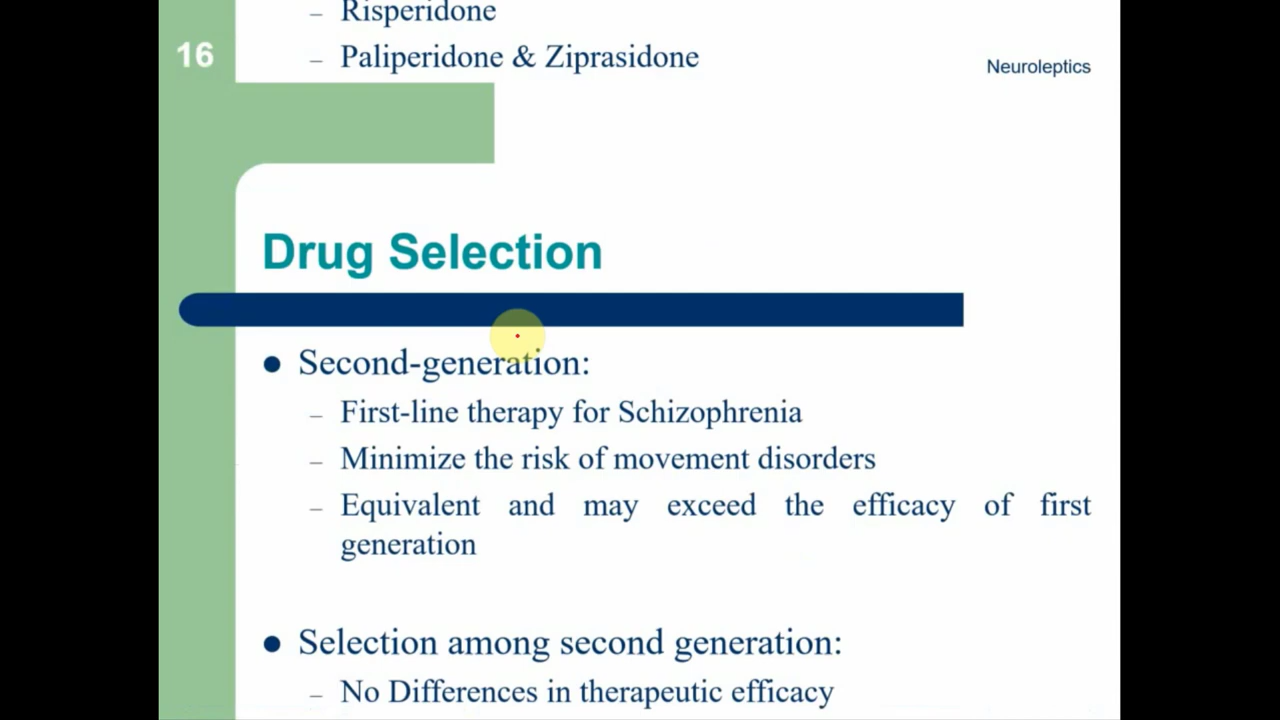 – Risperidone
16
– Paliperidone & Ziprasidone
Neuroleptics
Drug Selection
● Second-generation:
– First-line therapy for Schizophrenia
– Minimize the risk of movement disorders
– Equivalent and may exceed the efficacy of first
generation
● Selection among second generation:
– No Differences in therapeutic efficacy